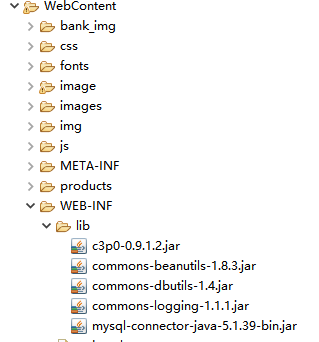 WebContent
bank_img
css
fonts
image
images
img
js
META-INF
products
WEB-INF
lib
c3p0-0.9.1.2.jar
commons-beanutils-1.8.3.jar
commons-dbutils-1.4.jar
commons-logging-1.1.1.jar
mysql-connector-java-5.1.39-bin.jar